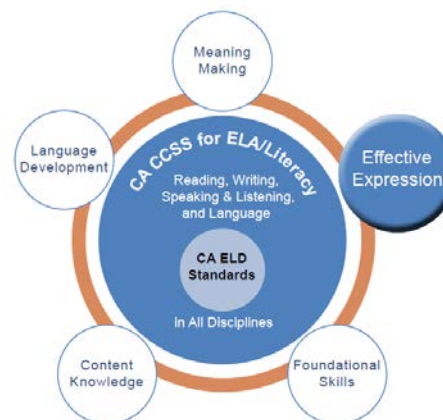 Meaning
Making
Language
Development
Effective
Expression
CA CCSS for ELA/Literacy
Reading, Writing,
Speaking & Listening,
and Language
CA ELD
Standards
in All Disciplines
Content
Knowledge
Foundational
Skills